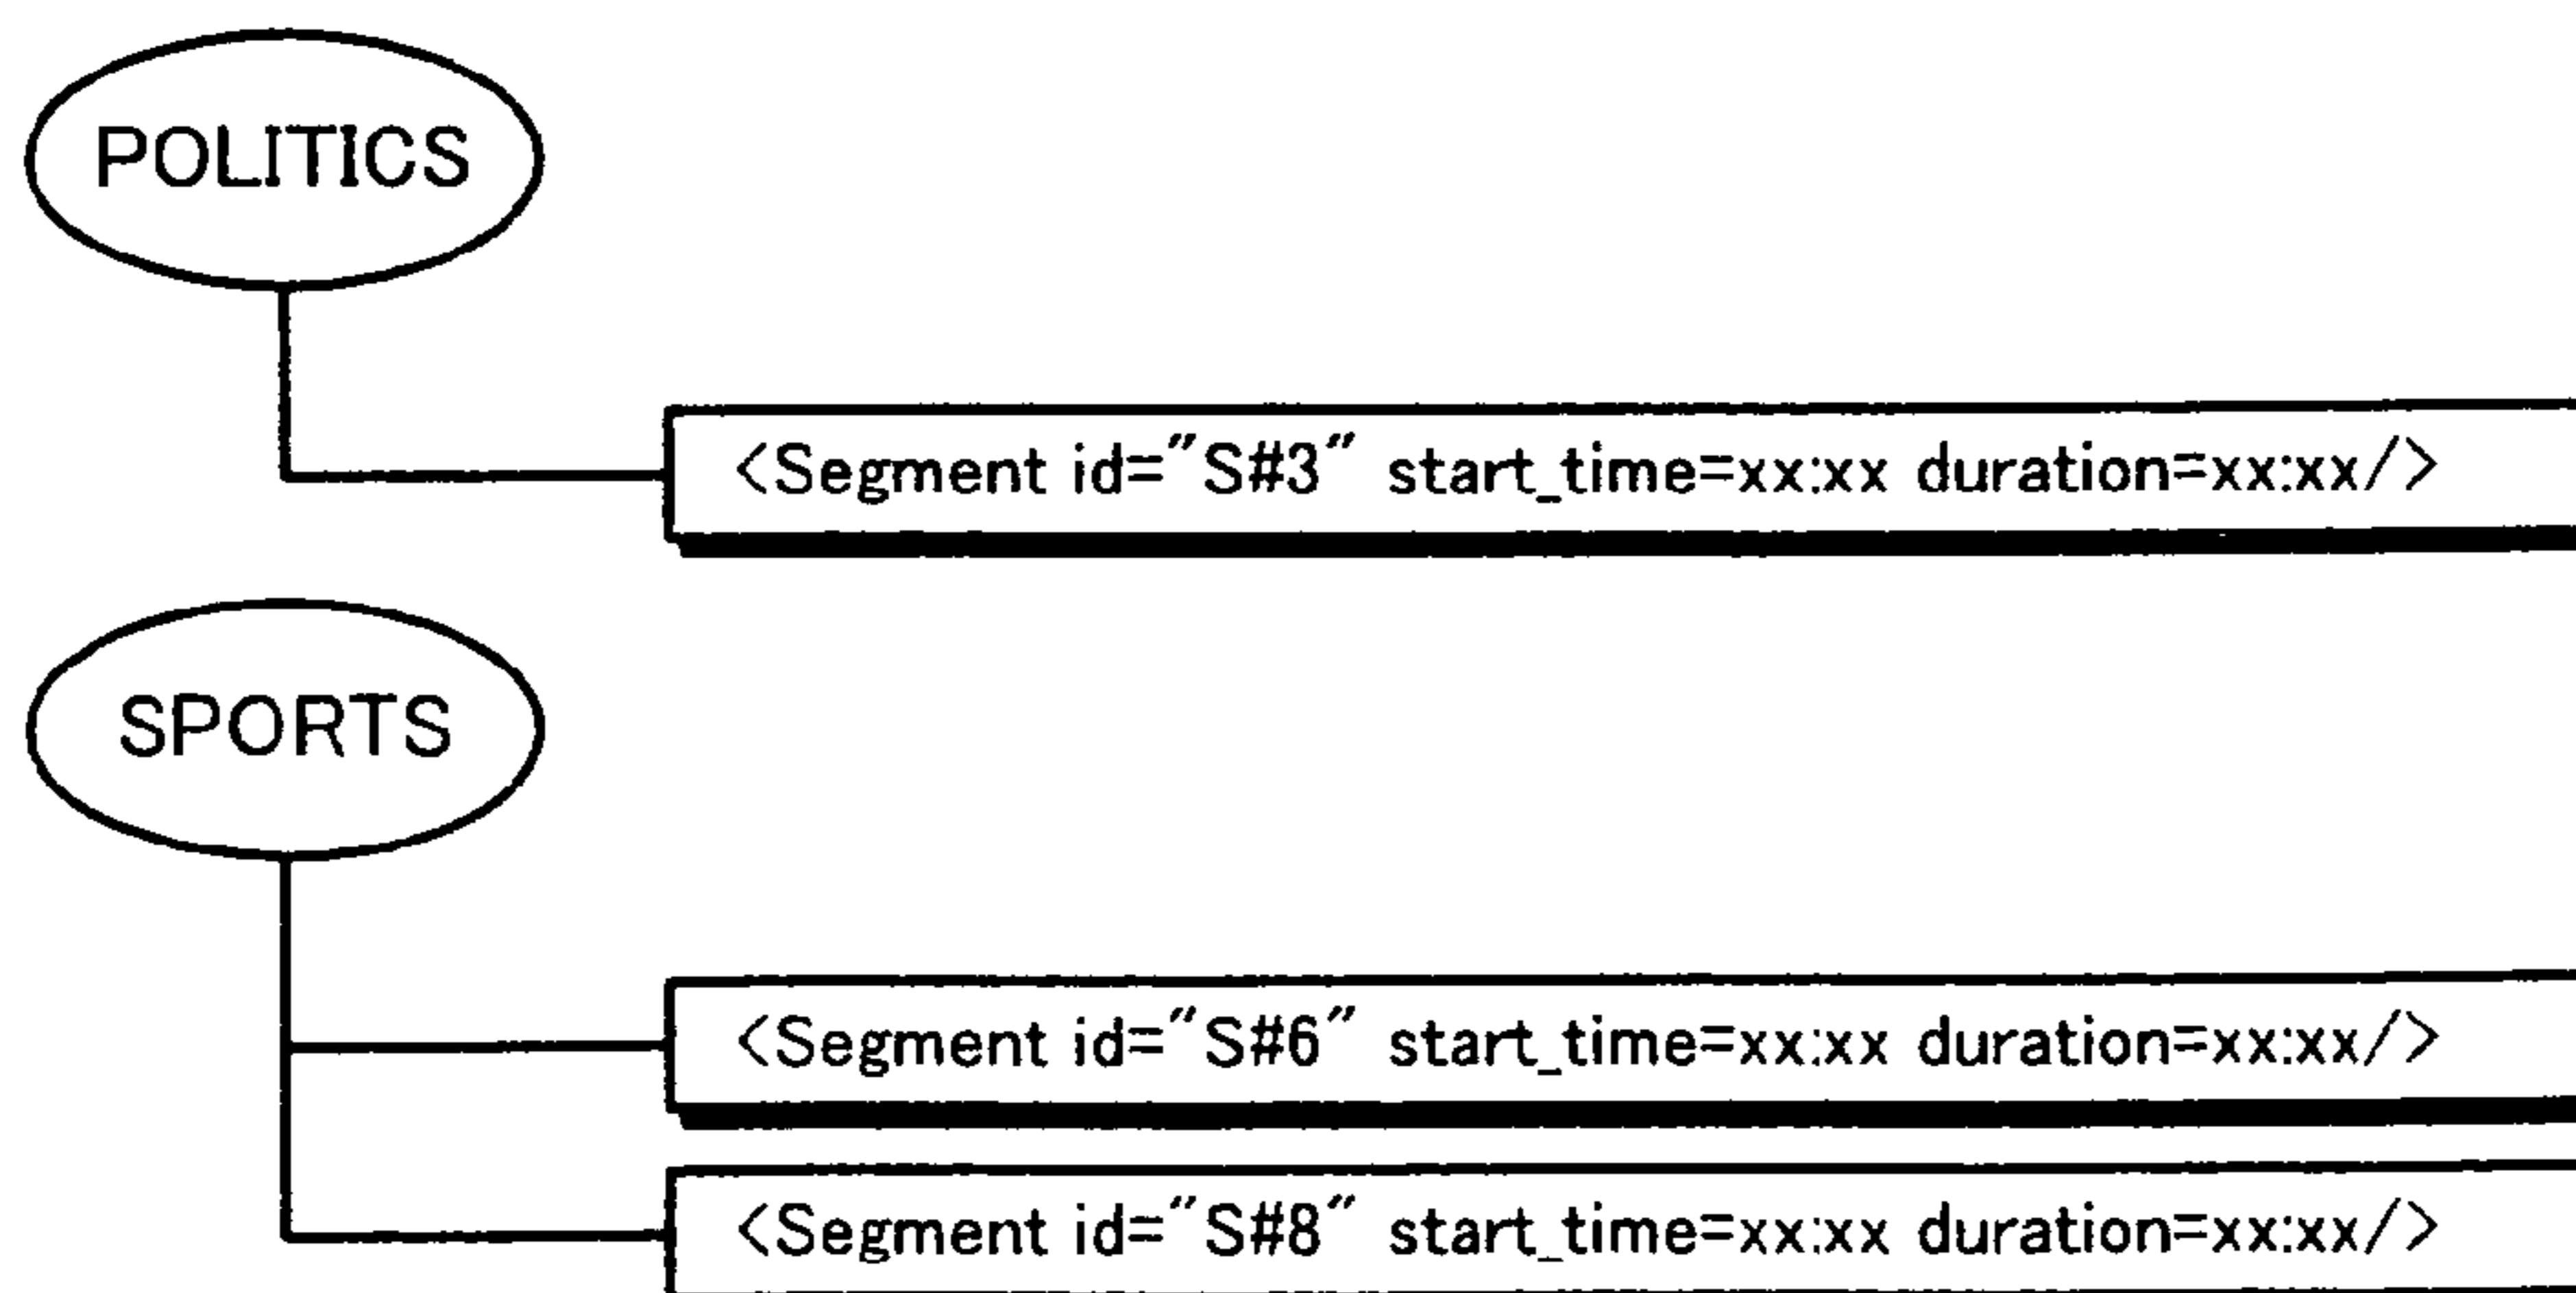 POLITICS
<Segment id="S#3" start_time=xx:xx duration=xx:xx/>
SPORTS
<Segment id="S#6" start_time=xx:xx duration=xx:xx/>
<Segment id="S#8" start_time=xx:xx duration=xx:xx/>